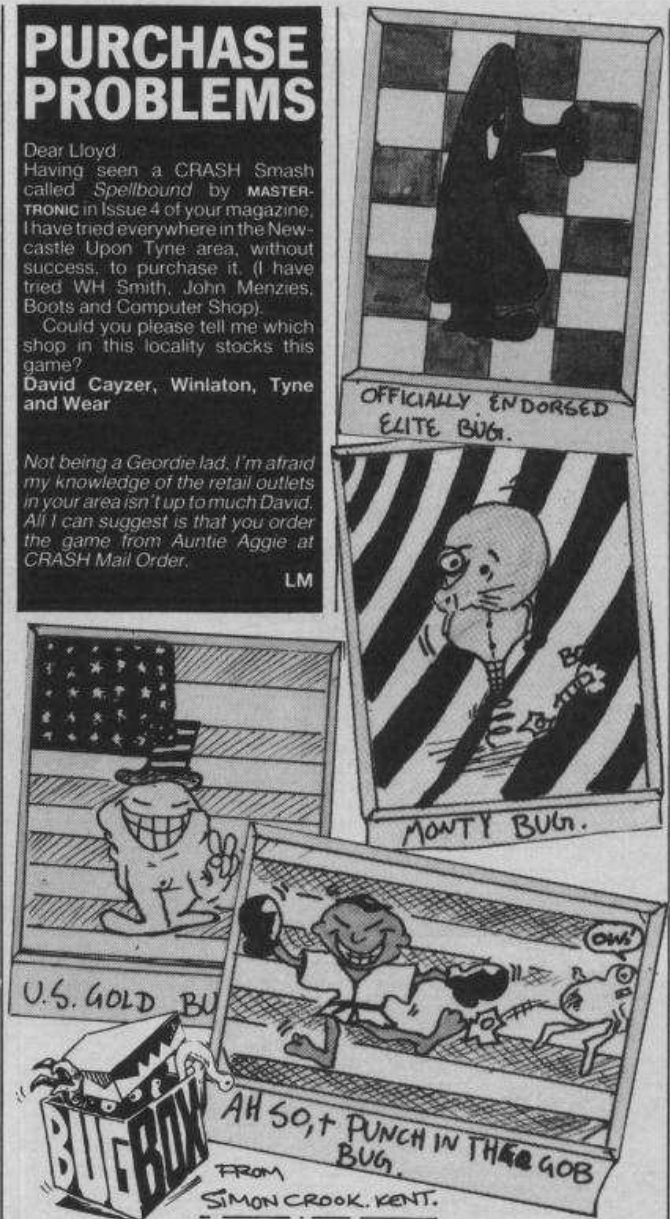 PURCHASE
PROBLEMS
Dear Lloyd
Having seen a CRASH Smash
called Spellbound by MASTER-
TRONIC in Issue 4 of your magazine,
I have tried everywhere in the New-
castle Upon Tyne area, without
success, to purchase it. (I have
tried WH Smith, John Menzies,
Boots and Computer Shop).
Could you please tell me which
shop in this locality stocks this
game?
David Cayzer, Winlaton, Tyne
and Wear
Not being a Geordie lad, I'm afraid
my knowledge of the retail outlets
in your area isn't up to much David.
All I can suggest is that you order
the game from Auntie Aggie at
CRASH Mail Order.
LM
OFFICIALLY ENDORSED
ELITE BUG.
MONTY BUG.
U.S. GOLD BU
OW!
AH SO, + PUNCH IN THE GOB
BUG.
BUGBOX
FROM
SIMON CROOK. KENT.